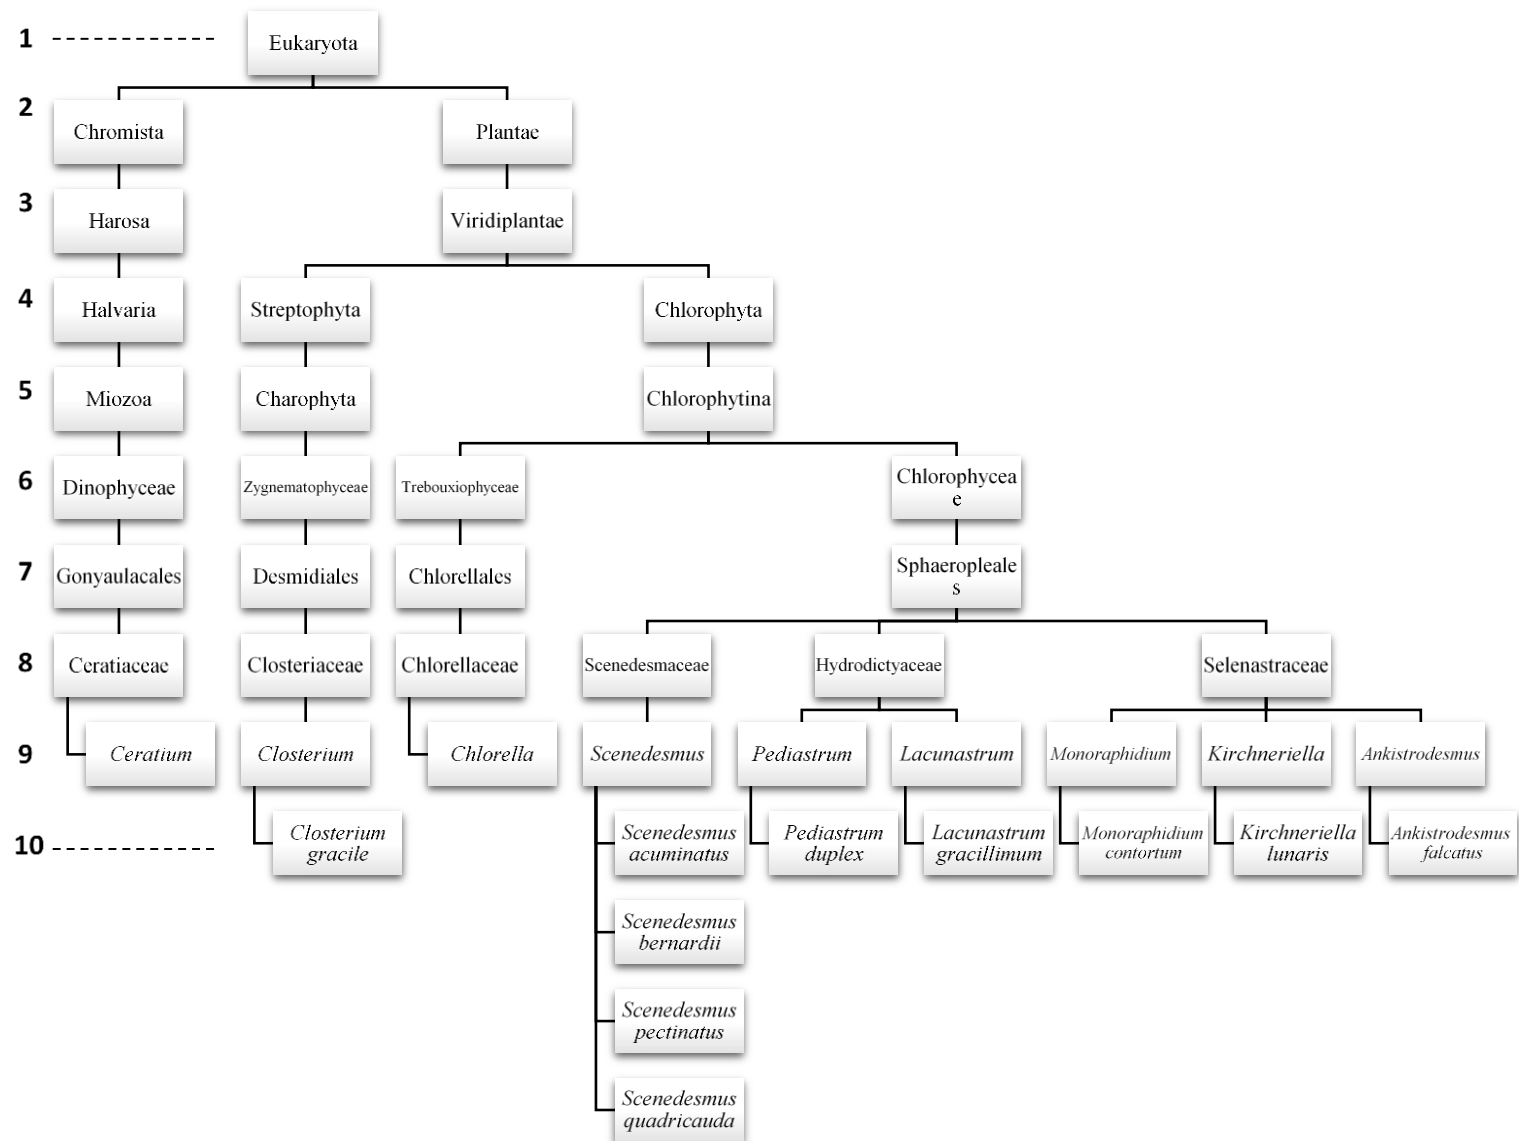 1
Eukaryota
2
Chromista
Plantae
3
Harosa
Viridiplantae
4
Halvaria
Streptophyta
Chlorophyta
5
Miozoa
Charophyta
Chlorophytina
6
Dinophyceae
Zygnematophyceae
Trebouxiophyceae
Chlorophycea
e
7
Gonyaulacales
Desmidiales
Chlorellales
Sphaeropleale
s
8
Ceratiaceae
Closteriaceae
Chlorellaceae
Scenedesmaceae
Hydrodictyaceae
Selenastraceae
9
Ceratium
Closterium
Chlorella
Scenedesmus
Pediastrum
Lacunastrum
Monoraphidium
Kirchneriella
Ankistrodesmus
10
Closterium
gracile
Scenedesmus
acuminatus
Pediastrum
duplex
Lacunastrum
gracillimum
Monoraphidium
contortum
Kirchneriella
lunaris
Ankistrodesmus
falcatus
Scenedesmus
bernardii
Scenedesmus
pectinatus
Scenedesmus
quadricauda